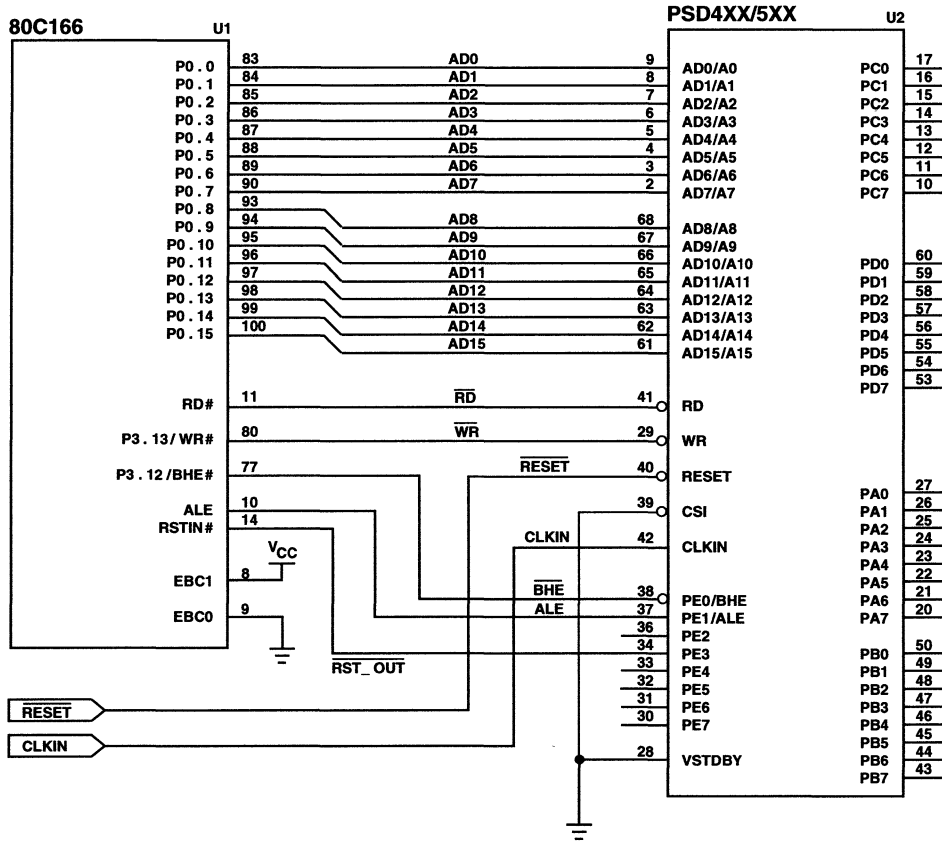 80C166
U1
PSD4XX/5XX
U2
P0.0 83 AD0 9 AD0/A0 PC0 17
P0.1 84 AD1 8 AD1/A1 PC1 16
P0.2 85 AD2 7 AD2/A2 PC2 15
P0.3 86 AD3 6 AD3/A3 PC3 14
P0.4 87 AD4 5 AD4/A4 PC4 13
P0.5 88 AD5 4 AD5/A5 PC5 12
P0.6 89 AD6 3 AD6/A6 PC6 11
P0.7 90 AD7 2 AD7/A7 PC7 10
P0.8 93 AD8 68 AD8/A8
P0.9 94 AD9 67 AD9/A9
P0.10 95 AD10 66 AD10/A10 PD0 60
P0.11 96 AD11 65 AD11/A11 PD1 59
P0.12 97 AD12 64 AD12/A12 PD2 58
P0.13 98 AD13 63 AD13/A13 PD3 57
P0.14 99 AD14 62 AD14/A14 PD4 56
P0.15 100 AD15 61 AD15/A15 PD5 55
PD6 54
PD7 53
RD# 11 RD 41 RD
P3.13/WR# 80 WR 29 WR
P3.12/BHE# 77 RESET 40 RESET
PA0 27
ALE 10 39 CSI PA1 26
RSTIN# 14 PA2 25
CLKIN 42 CLKIN PA3 24
VCC PA4 23
EBC1 8 PA5 22
BHE 38 PE0/BHE PA6 21
EBC0 9 ALE 37 PE1/ALE PA7 20
36 PE2
RST_OUT 34 PE3 PB0 50
33 PE4 PB1 49
32 PE5 PB2 48
RESET 31 PE6 PB3 47
30 PE7 PB4 46
CLKIN PB5 45
28 VSTDBY PB6 44
PB7 43